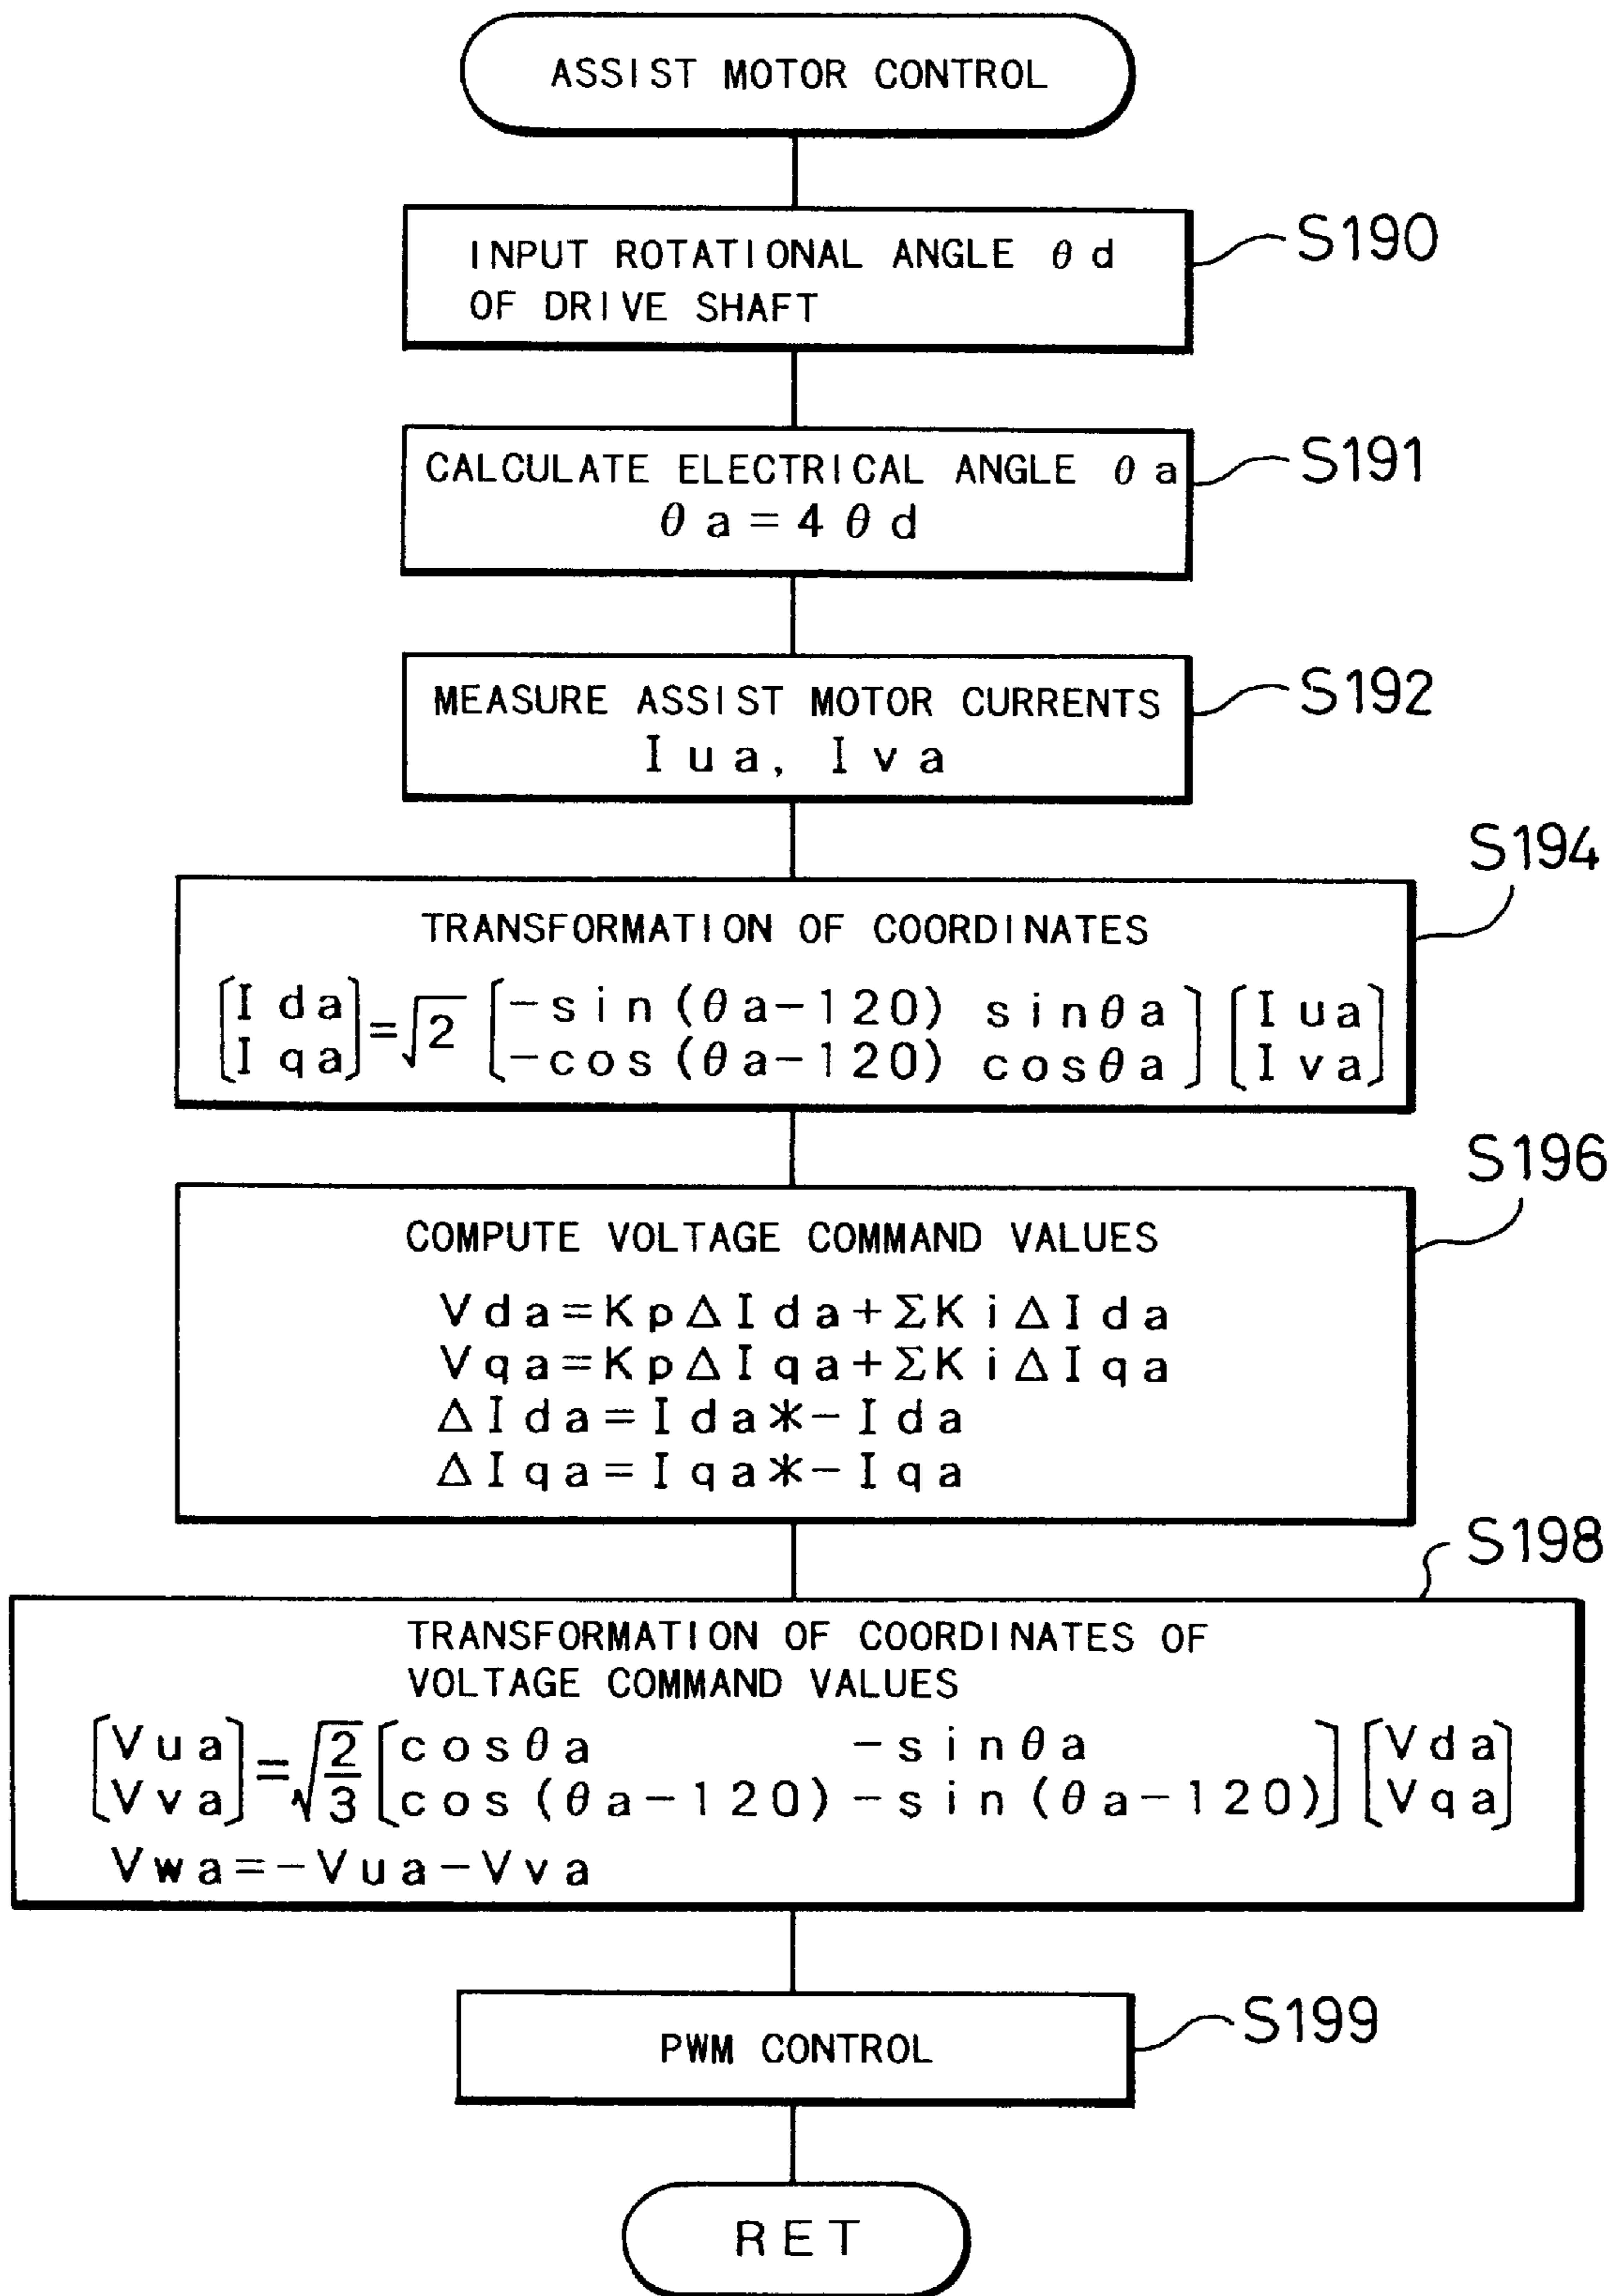 ASSIST MOTOR CONTROL
INPUT ROTATIONAL ANGLE θd
OF DRIVE SHAFT
S190
CALCULATE ELECTRICAL ANGLE θa
θa=4θd
S191
MEASURE ASSIST MOTOR CURRENTS
Iua, Iva
S192
S194
TRANSFORMATION OF COORDINATES
[Ida] = √2 [-sin(θa-120) sinθa] [Iua]
[Iqa] [-cos(θa-120) cosθa] [Iva]
S196
COMPUTE VOLTAGE COMMAND VALUES
Vda=KpΔIda+ΣKiΔIda
Vqa=KpΔIqa+ΣKiΔIqa
ΔIda=Ida*-Ida
ΔIqa=Iqa*-Iqa
S198
TRANSFORMATION OF COORDINATES OF
VOLTAGE COMMAND VALUES
[Vua] = √2/3 [cosθa -sinθa] [Vda]
[Vva] [cos(θa-120) -sin(θa-120)] [Vqa]
Vwa=-Vua-Vva
PWM CONTROL
S199
RET